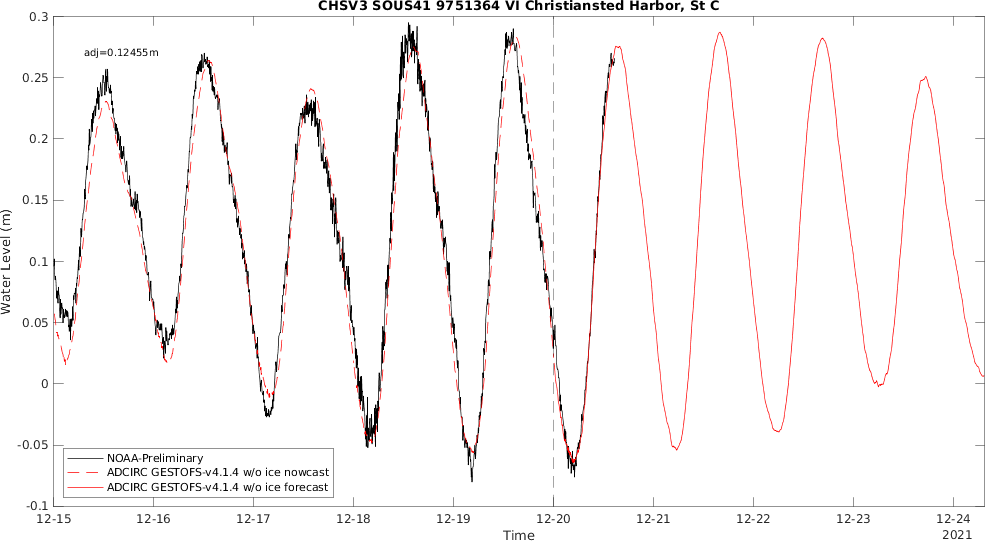 CHSV3 SOUS41 9751364 VI Christiansted Harbor, St C
0.3
adj=0.12455m
0.25
0.2
0.15
0.1
0.05
0
-0.05
-0.1
Water Level (m)
NOAA-Preliminary
ADCIRC GESTOFS-v4.1.4 w/o ice nowcast
ADCIRC GESTOFS-v4.1.4 w/o ice forecast
12-15 12-16 12-17 12-18 12-19 12-20 12-21 12-22 12-23 12-24
Time
2021